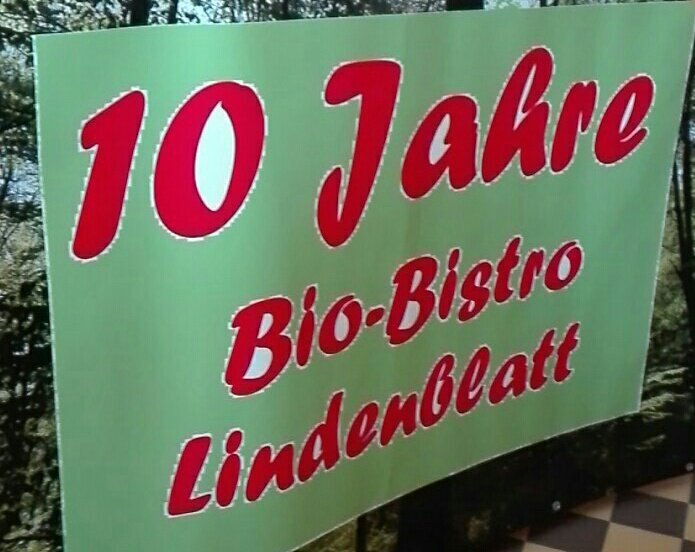 10 Jahre
Bio-Bistro
Lindenblatt